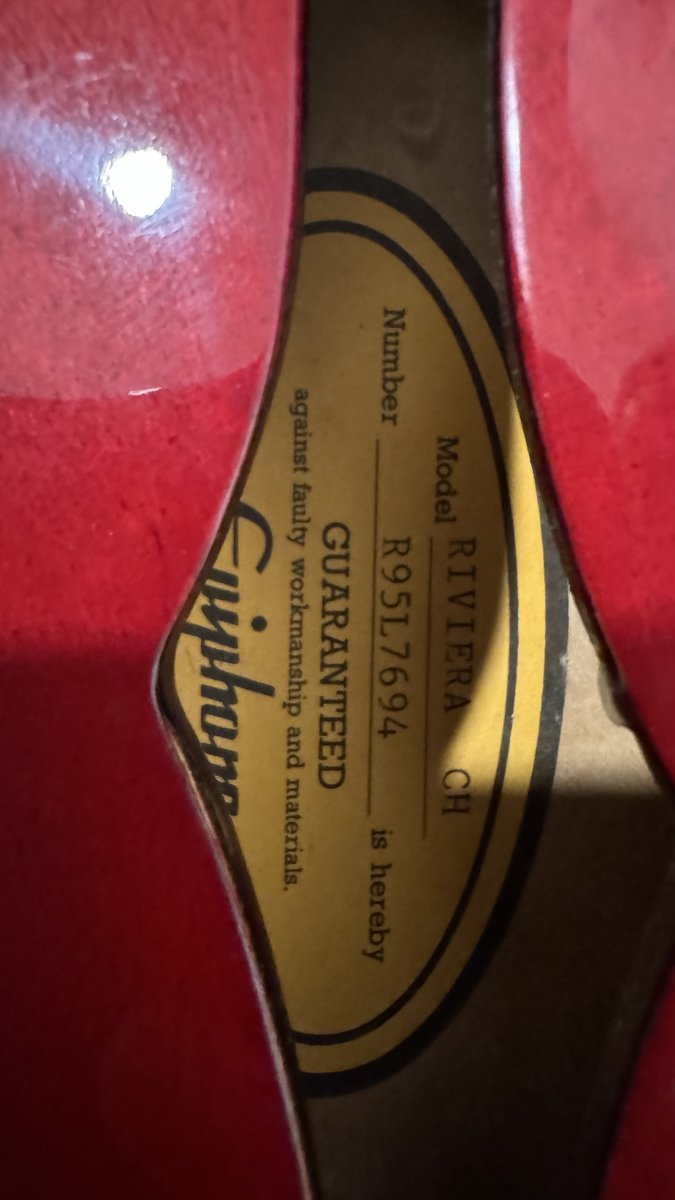 Model RIVIERA CH
Number R95L7694 is hereby
GUARANTEED
against faulty workmanship and materials.
Epiphone